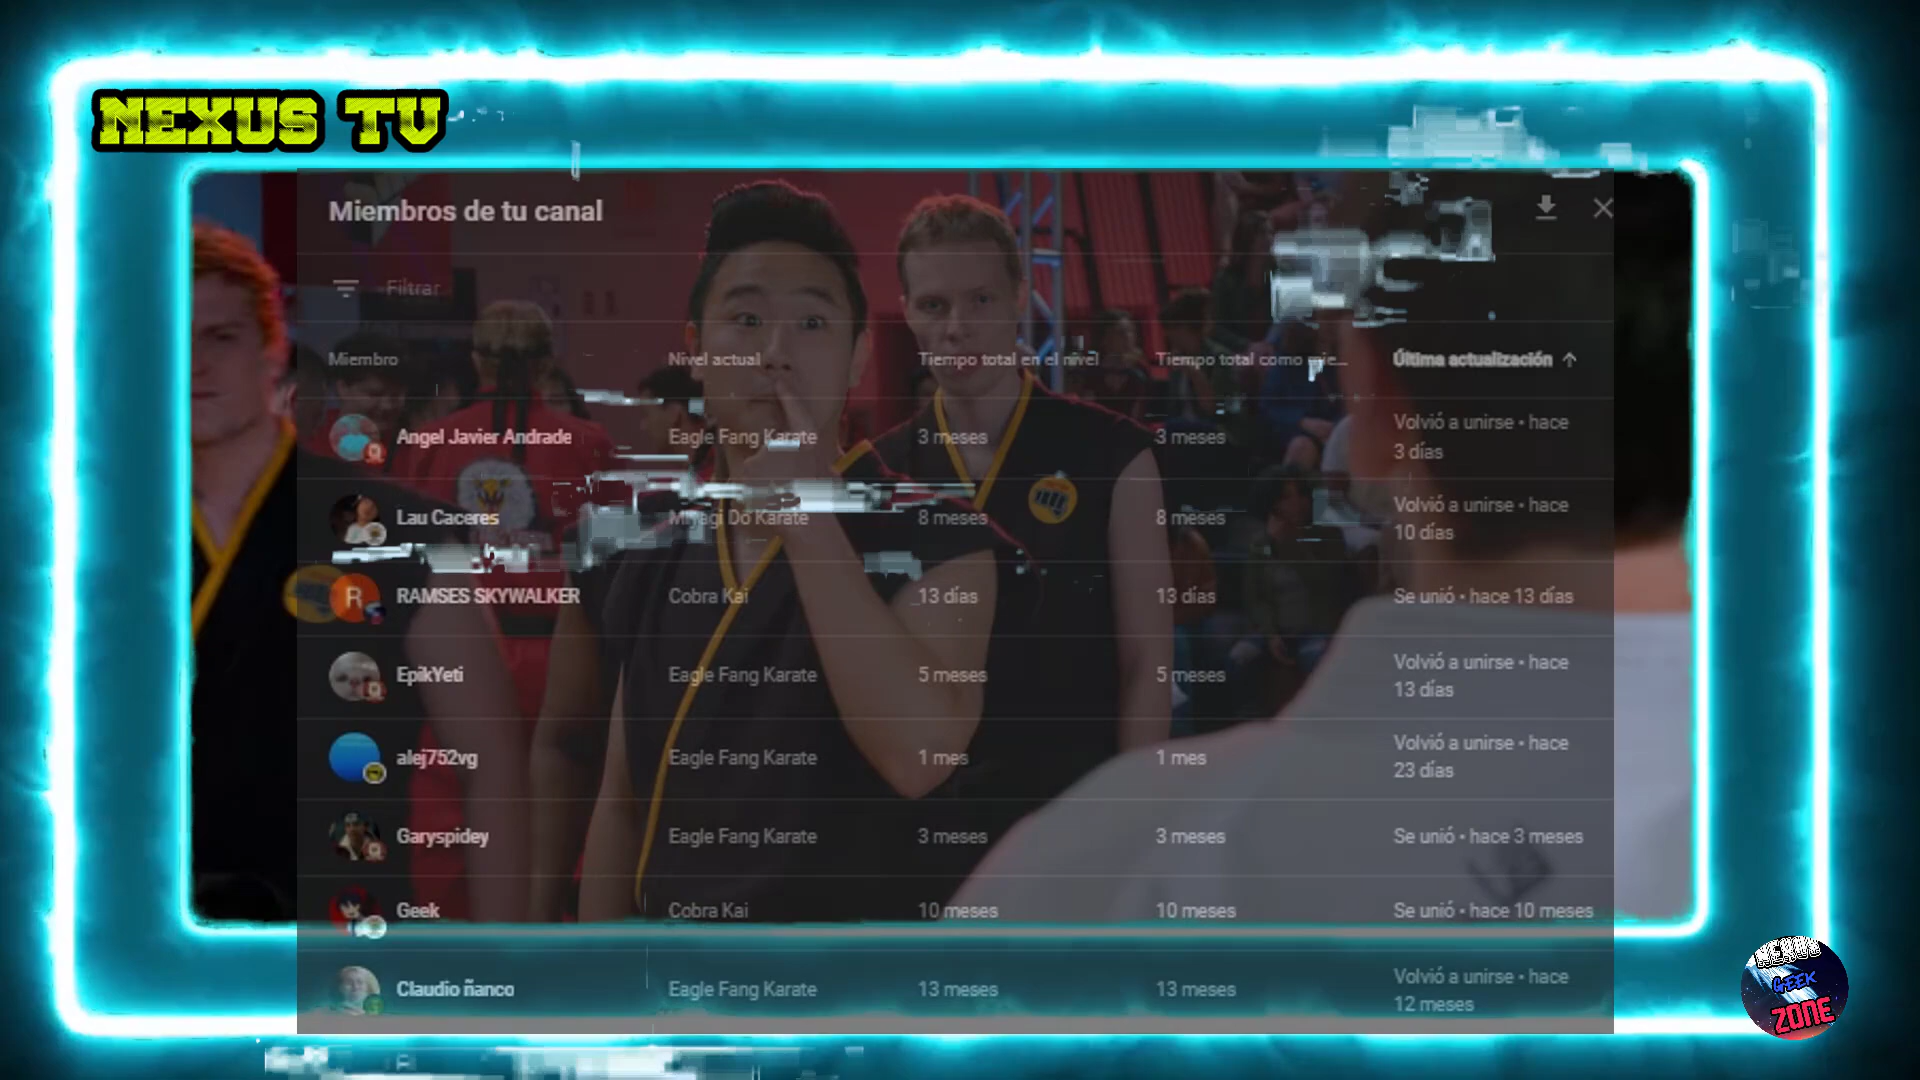 NEXUS TV
Miembros de tu canal
Filtrar
Miembro Nivel actual Tiempo total en el nivel Tiempo total como mie... Última actualización
Angel Javier Andrade Eagle Fang Karate 3 meses 3 meses Volvió a unirse • hace
3 días
Lau Caceres Miyagi Do Karate 8 meses 8 meses Volvió a unirse • hace
10 días
R RAMSES SKYWALKER Cobra Kai 13 días 13 días Se unió • hace 13 días
EpikYeti Eagle Fang Karate 5 meses 5 meses Volvió a unirse • hace
13 días
alej752vg Eagle Fang Karate 1 mes 1 mes Volvió a unirse • hace
23 días
Garyspidey Eagle Fang Karate 3 meses 3 meses Se unió • hace 3 meses
Geek Cobra Kai 10 meses 10 meses Se unió • hace 10 meses
Claudio ñanco Eagle Fang Karate 13 meses 13 meses Volvió a unirse • hace
12 meses
NEXUS
GEEK
ZONE